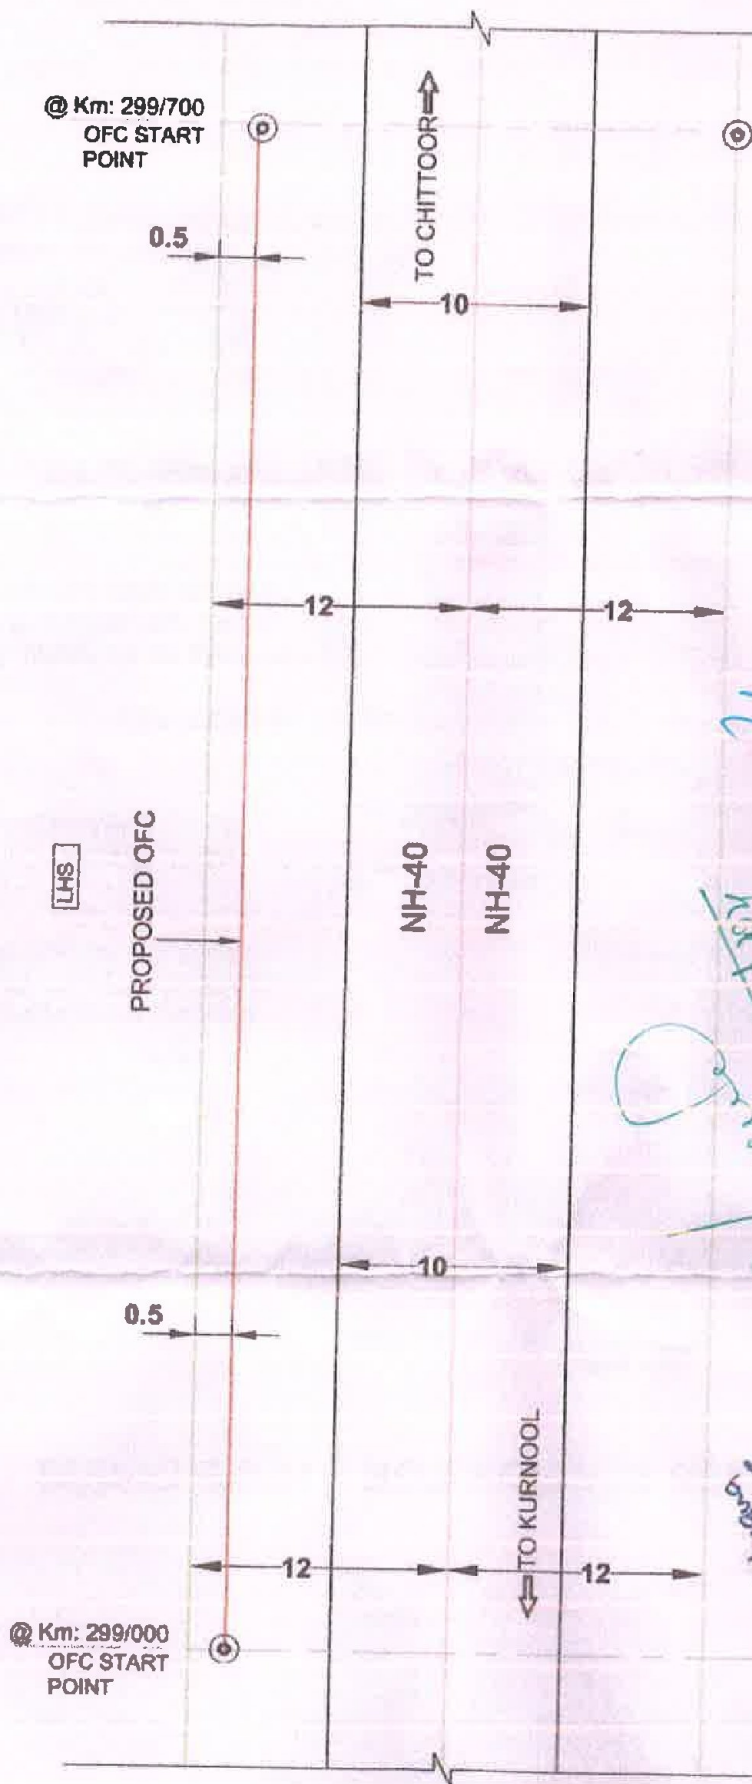 @ Km: 299/700
OFC START
POINT
TO CHITTOOR
0.5
10
12
12
LHS
PROPOSED OFC
NH-40
NH-40
10
0.5
TO KURNOOL
12
12
@ Km: 299/000
OFC START
POINT